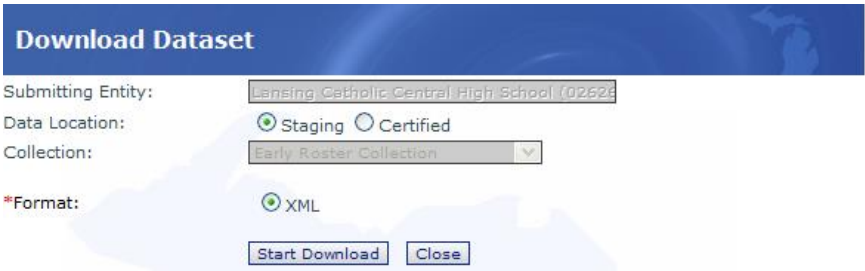 Download Dataset
Submitting Entity: Lansing Catholic Central High School (02626
Data Location: Staging Certified
Collection: Early Roster Collection
*Format: XML
Start Download Close